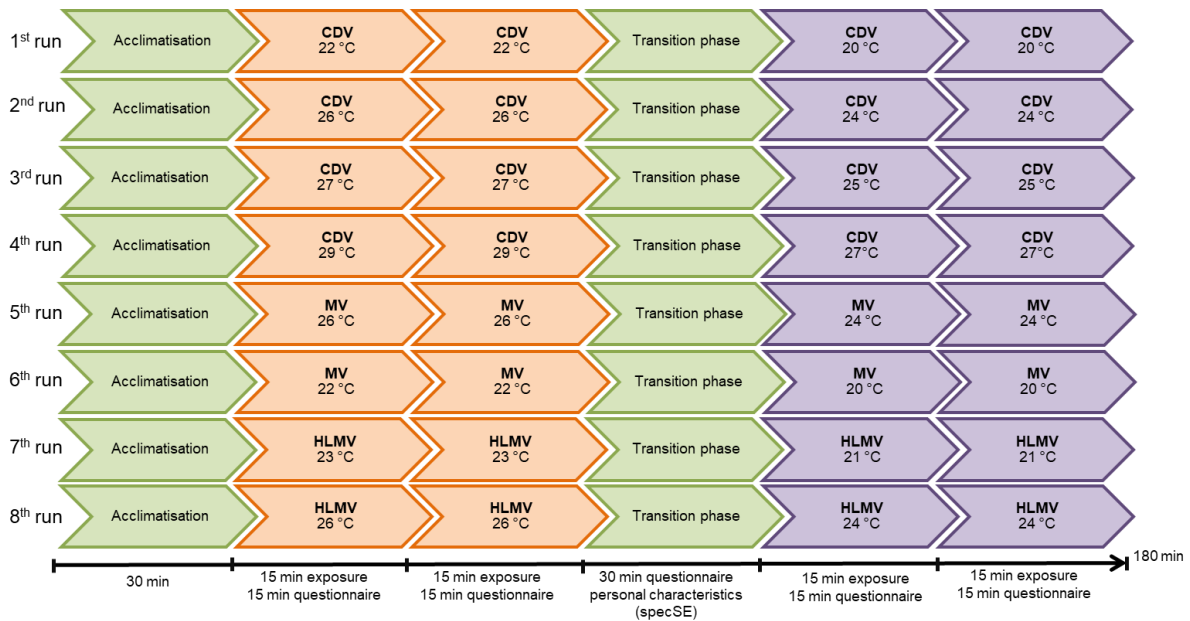 1st run
Acclimatisation
CDV
22 °C
CDV
22 °C
Transition phase
CDV
20 °C
CDV
20 °C
2nd run
Acclimatisation
CDV
26 °C
CDV
26 °C
Transition phase
CDV
24 °C
CDV
24 °C
3rd run
Acclimatisation
CDV
27 °C
CDV
27 °C
Transition phase
CDV
25 °C
CDV
25 °C
4th run
Acclimatisation
CDV
29 °C
CDV
29 °C
Transition phase
CDV
27°C
CDV
27°C
5th run
Acclimatisation
MV
26 °C
MV
26 °C
Transition phase
MV
24 °C
MV
24 °C
6th run
Acclimatisation
MV
22 °C
MV
22 °C
Transition phase
MV
20 °C
MV
20 °C
7th run
Acclimatisation
HLMV
23 °C
HLMV
23 °C
Transition phase
HLMV
21 °C
HLMV
21 °C
8th run
Acclimatisation
HLMV
26 °C
HLMV
26 °C
Transition phase
HLMV
24 °C
HLMV
24 °C
180 min
30 min
15 min exposure
15 min questionnaire
15 min exposure
15 min questionnaire
30 min questionnaire
personal characteristics
(specSE)
15 min exposure
15 min questionnaire
15 min exposure
15 min questionnaire